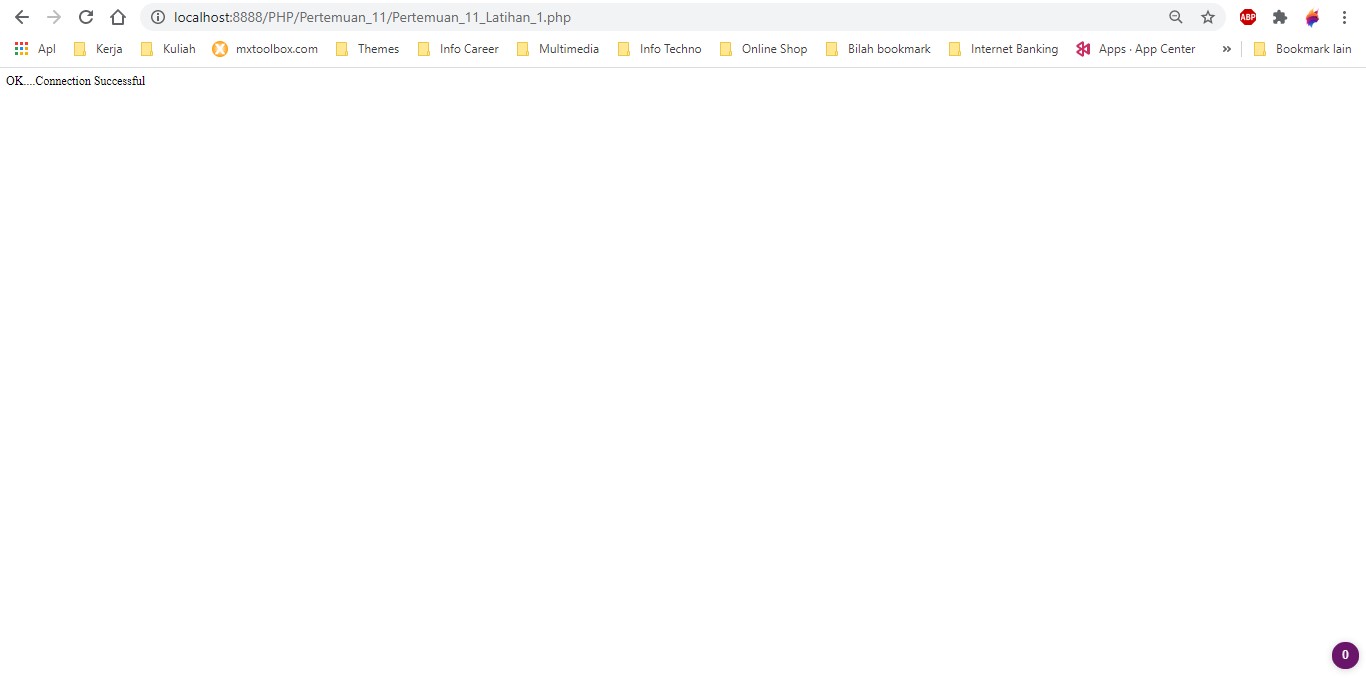 localhost:8888/PHP/Pertemuan_11/Pertemuan_11_Latihan_1.php
ABP
Apl Kerja Kuliah mxtoolbox.com Themes Info Career Multimedia Info Techno Online Shop Bilah bookmark Internet Banking Apps · App Center » Bookmark lain
OK....Connection Successful
0